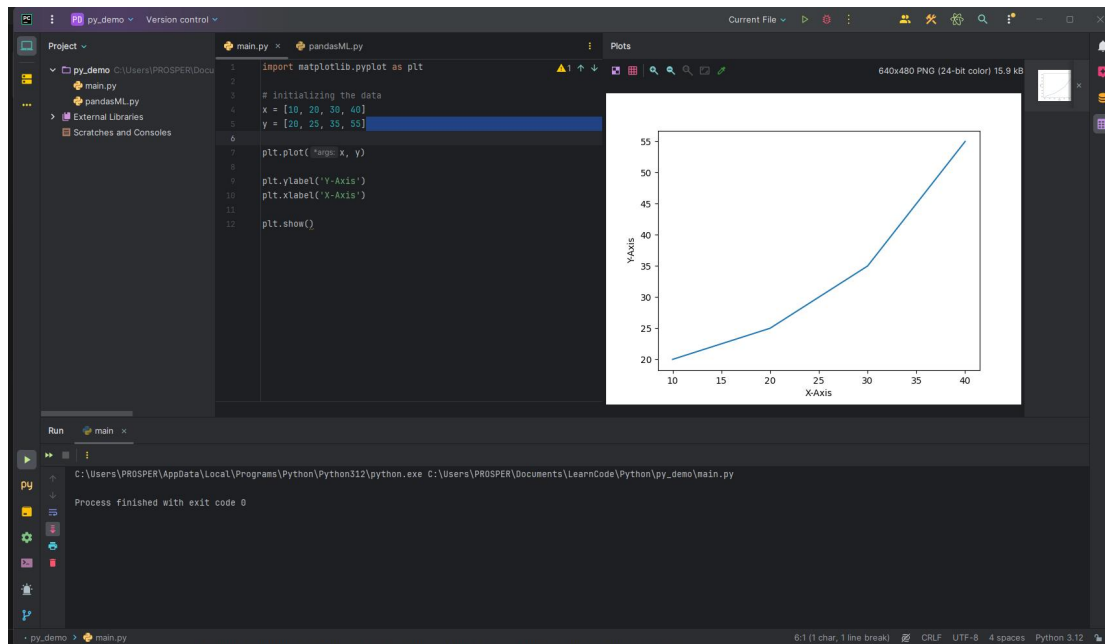 PC
PD py_demo Version control
Current File
Project
main.py
pandasML.py
Plots
py_demo C:\Users\PROSPER\Docu
main.py
pandasML.py
External Libraries
Scratches and Consoles
1 import matplotlib.pyplot as plt
1
2
3 # initializing the data
4 x = [10, 20, 30, 40]
5 y = [20, 25, 35, 55]
6
7 plt.plot( *args: x, y)
8
9 plt.ylabel('Y-Axis')
10 plt.xlabel('X-Axis')
11
12 plt.show()
640x480 PNG (24-bit color) 15.9 kB
55
50
45
40
35
30
25
20
Y-Axis
10 15 20 25 30 35 40
X-Axis
Run main
C:\Users\PROSPER\AppData\Local\Programs\Python\Python312\python.exe C:\Users\PROSPER\Documents\LearnCode\Python\py_demo\main.py
Process finished with exit code 0
py
py_demo > main.py
6:1 (1 char, 1 line break) CRLF UTF-8 4 spaces Python 3.12